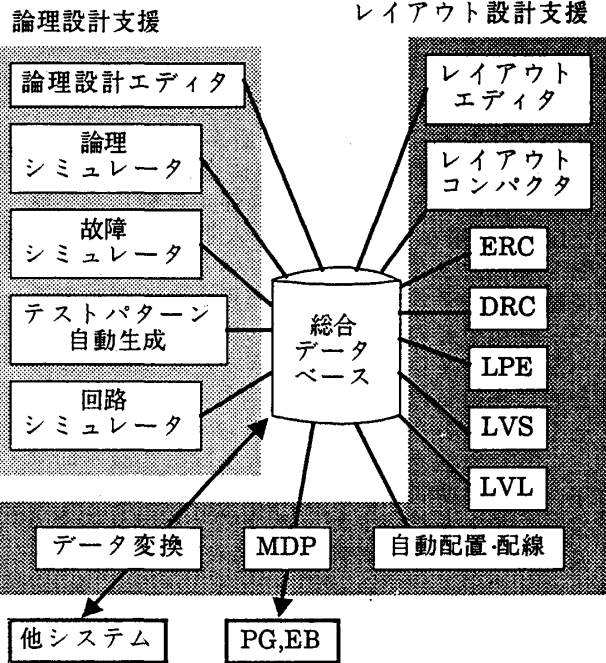 論理設計支援
レイアウト設計支援
論理設計エディタ
論理
シミュレータ
故障
シミュレータ
テストパターン
自動生成
回路
シミュレータ
総合
データ
ベース
レイアウト
エディタ
レイアウト
コンパクタ
ERC
DRC
LPE
LVS
LVL
データ変換
MDP
自動配置·配線
他システム
PG,EB